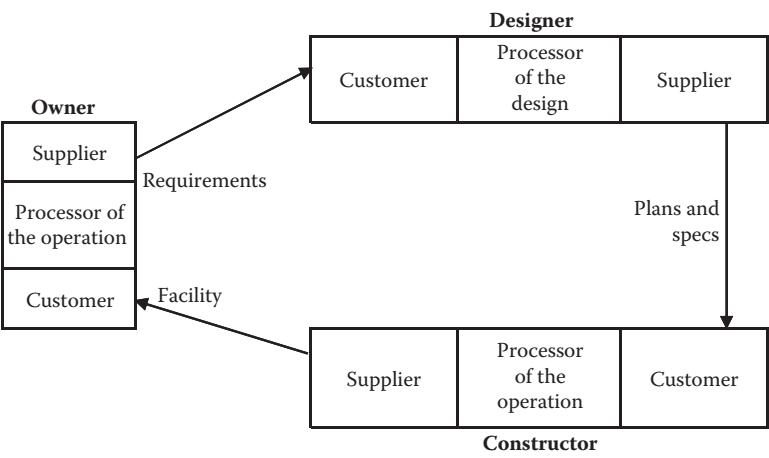 Designer
Customer
Processor
of the
design
Supplier
Owner
Supplier
Processor of
the operation
Customer
Requirements
Plans and
specs
Facility
Supplier
Processor
of the
operation
Customer
Constructor